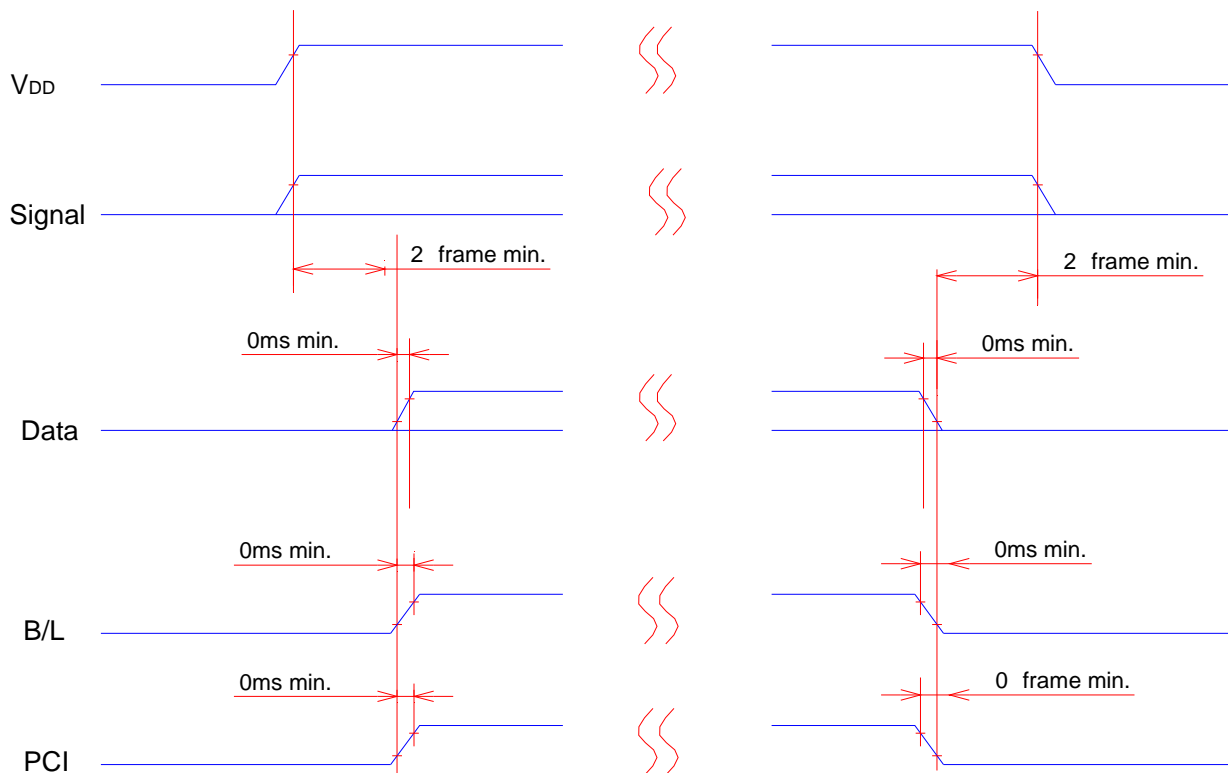 VDD
Signal
2 frame min.
2 frame min.
0ms min.
0ms min.
Data
0ms min.
0ms min.
B/L
0ms min.
0 frame min.
PCI